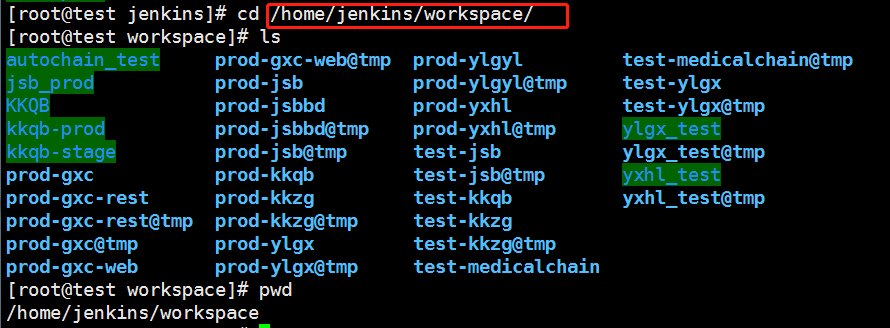 [root@test jenkins]# cd /home/jenkins/workspace/
[root@test workspace]# ls
autochain_test prod-gxc-web@tmp prod-ylgyl test-medicalchain@tmp
jsb_prod prod-jsb prod-ylgyl@tmp test-ylgx
KKQB prod-jsbbd prod-yxhl test-ylgx@tmp
kkqb-prod prod-jsbbd@tmp prod-yxhl@tmp ylgx_test
kkqb-stage prod-jsb@tmp test-jsb ylgx_test@tmp
prod-gxc prod-kkqb test-jsb@tmp yxhl_test
prod-gxc-rest prod-kkzg test-kkqb yxhl_test@tmp
prod-gxc-rest@tmp prod-kkzg@tmp test-kkzg
prod-gxc@tmp prod-ylgx test-kkzg@tmp
prod-gxc-web prod-ylgx@tmp test-medicalchain
[root@test workspace]# pwd
/home/jenkins/workspace